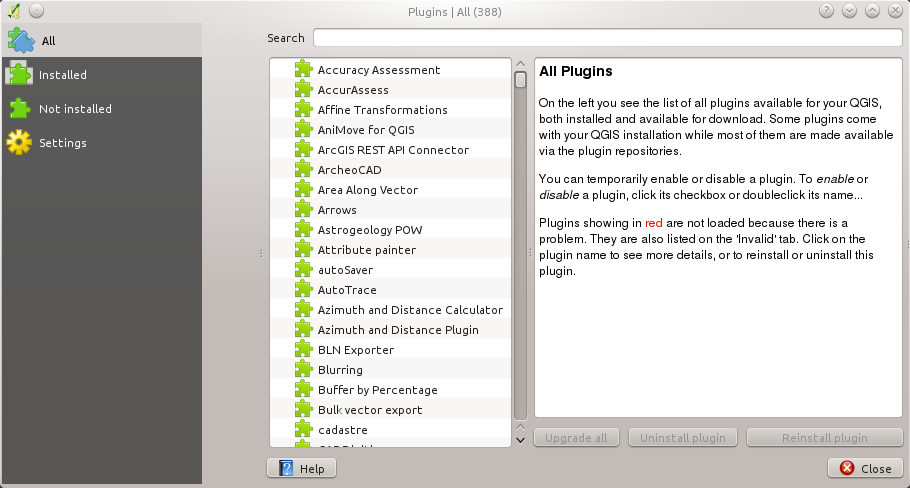 Plugins | All (388)
All
Installed
Not installed
Settings
Search
Accuracy Assessment
AccurAssess
Affine Transformations
AniMove for QGIS
ArcGIS REST API Connector
ArcheoCAD
Area Along Vector
Arrows
Astrogeology POW
Attribute painter
autoSaver
AutoTrace
Azimuth and Distance Calculator
Azimuth and Distance Plugin
BLN Exporter
Blurring
Buffer by Percentage
Bulk vector export
cadastre
All Plugins
On the left you see the list of all plugins available for your QGIS,
both installed and available for download. Some plugins come
with your QGIS installation while most of them are made available
via the plugin repositories.
You can temporarily enable or disable a plugin. To enable or
disable a plugin, click its checkbox or doubleclick its name...
Plugins showing in red are not loaded because there is a
problem. They are also listed on the 'Invalid' tab. Click on the
plugin name to see more details, or to reinstall or uninstall this
plugin.
Upgrade all
Uninstall plugin
Reinstall plugin
Help
Close